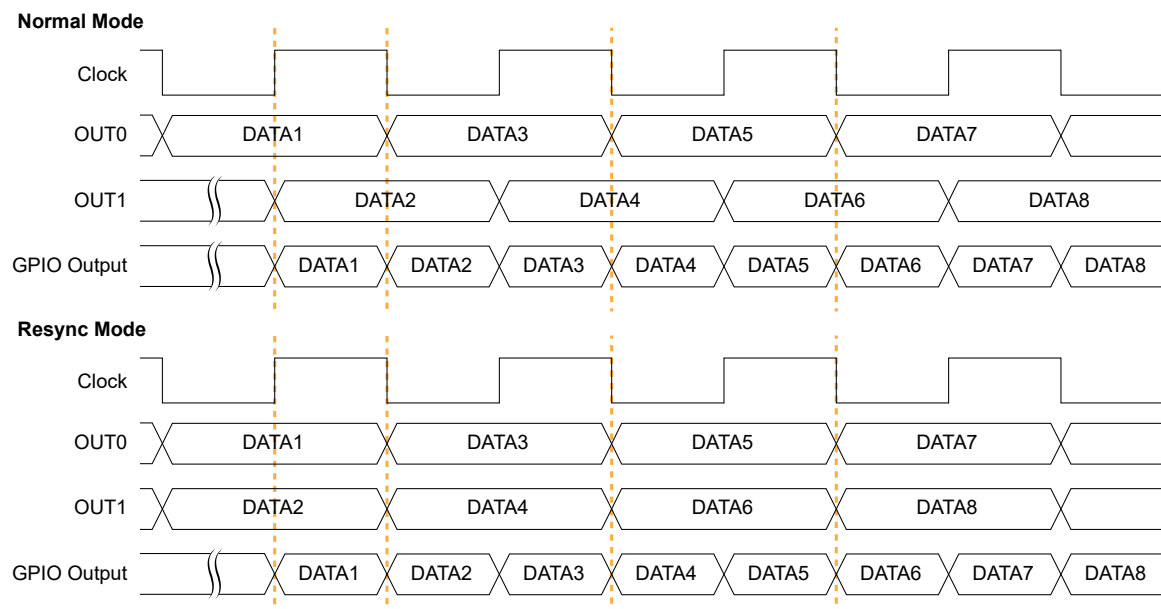 Normal Mode
Clock
OUT0 DATA1 DATA3 DATA5 DATA7
OUT1 DATA2 DATA4 DATA6 DATA8
GPIO Output DATA1 DATA2 DATA3 DATA4 DATA5 DATA6 DATA7 DATA8
Resync Mode
Clock
OUT0 DATA1 DATA3 DATA5 DATA7
OUT1 DATA2 DATA4 DATA6 DATA8
GPIO Output DATA1 DATA2 DATA3 DATA4 DATA5 DATA6 DATA7 DATA8